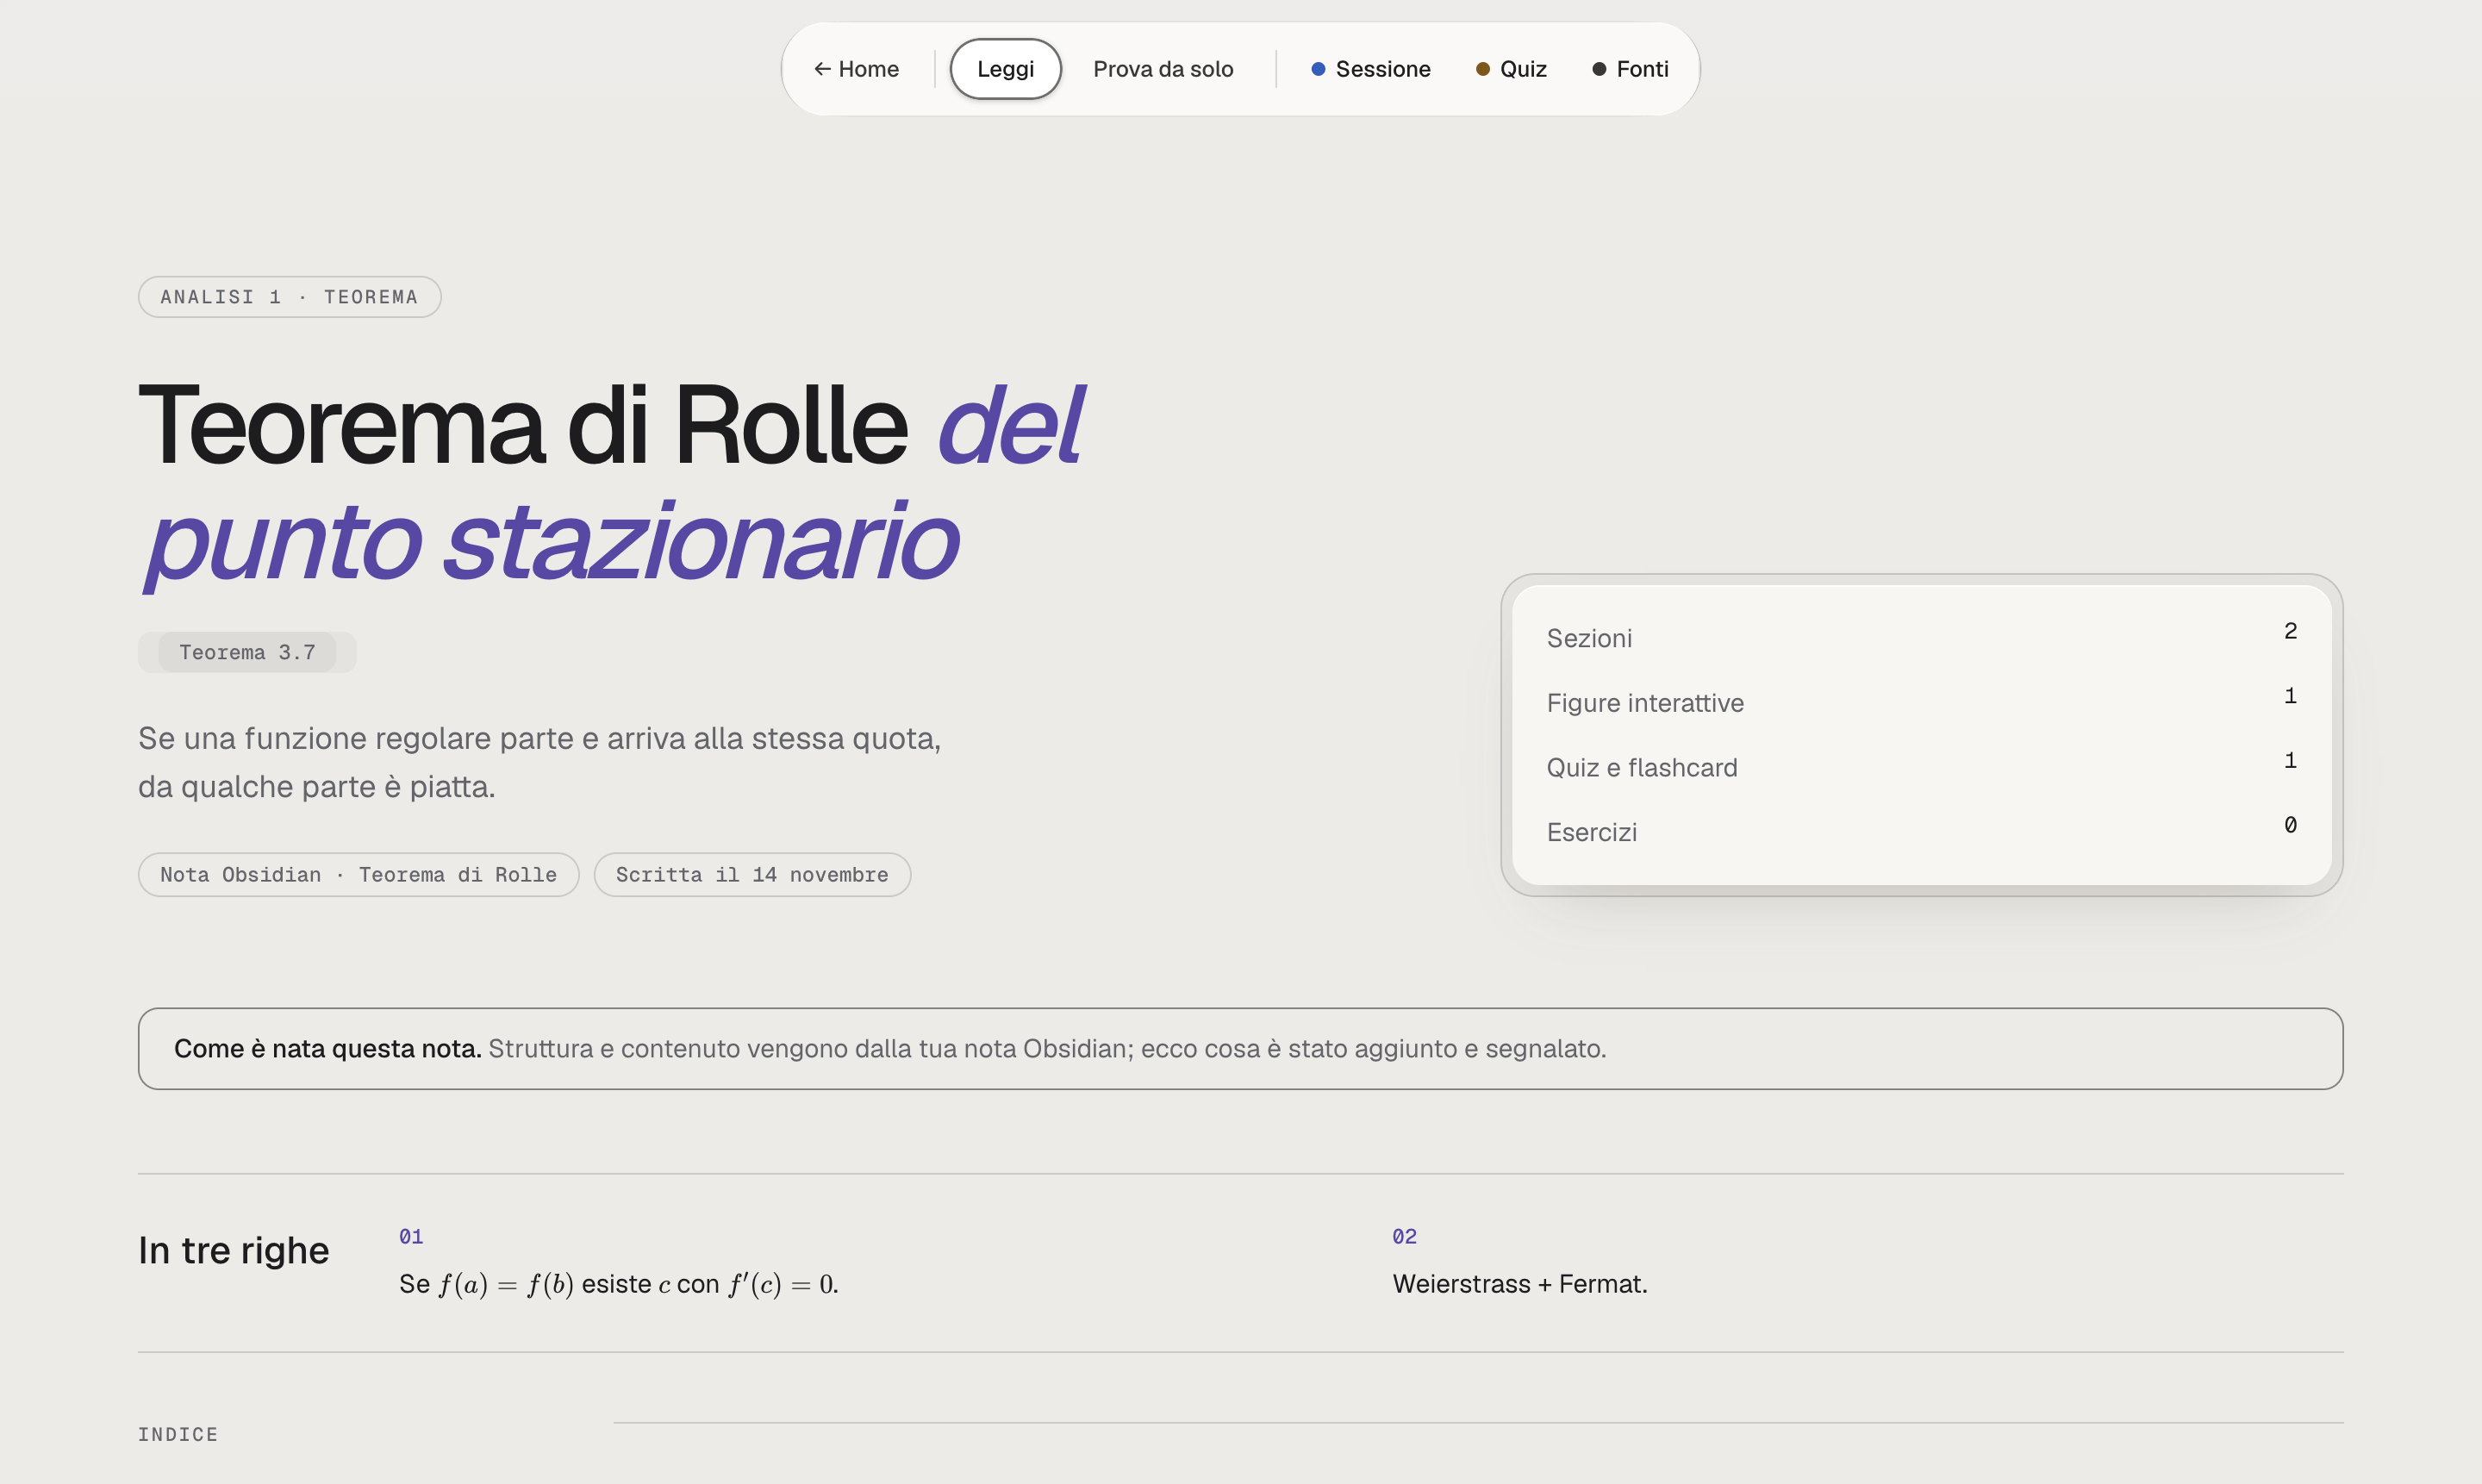 ← Home Leggi Prova da solo Sessione Quiz Fonti
ANALISI 1 · TEOREMA
Teorema di Rolle del
punto stazionario
Teorema 3.7
Se una funzione regolare parte e arriva alla stessa quota,
da qualche parte è piatta.
Nota Obsidian · Teorema di Rolle Scritta il 14 novembre
Sezioni 2
Figure interattive 1
Quiz e flashcard 1
Esercizi 0
Come è nata questa nota. Struttura e contenuto vengono dalla tua nota Obsidian; ecco cosa è stato aggiunto e segnalato.
In tre righe
01
Se f(a) = f(b) esiste c con f′(c) = 0.
02
Weierstrass + Fermat.
INDICE